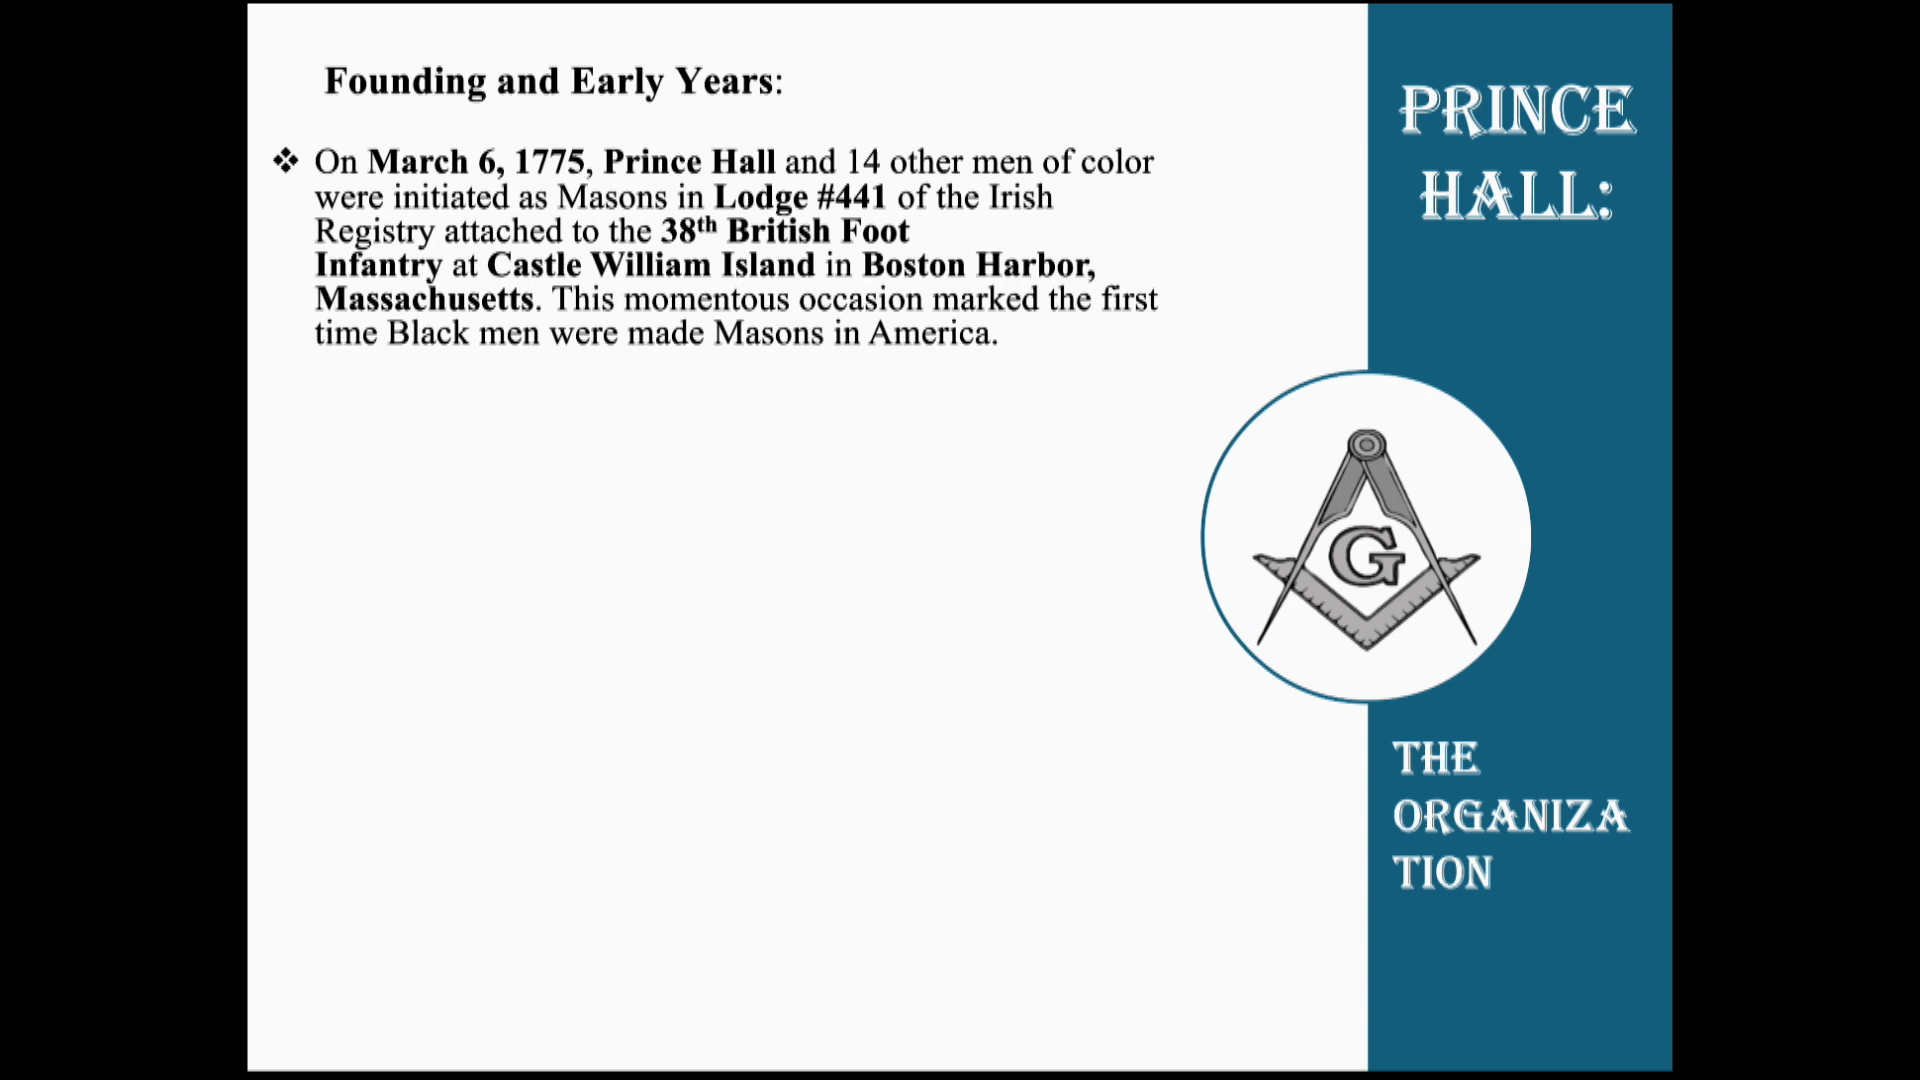 Founding and Early Years:
❖ On March 6, 1775, Prince Hall and 14 other men of color
were initiated as Masons in Lodge #441 of the Irish
Registry attached to the 38th British Foot
Infantry at Castle William Island in Boston Harbor,
Massachusetts. This momentous occasion marked the first
time Black men were made Masons in America.
PRINCE
HALL:
G
THE
ORGANIZA
TION